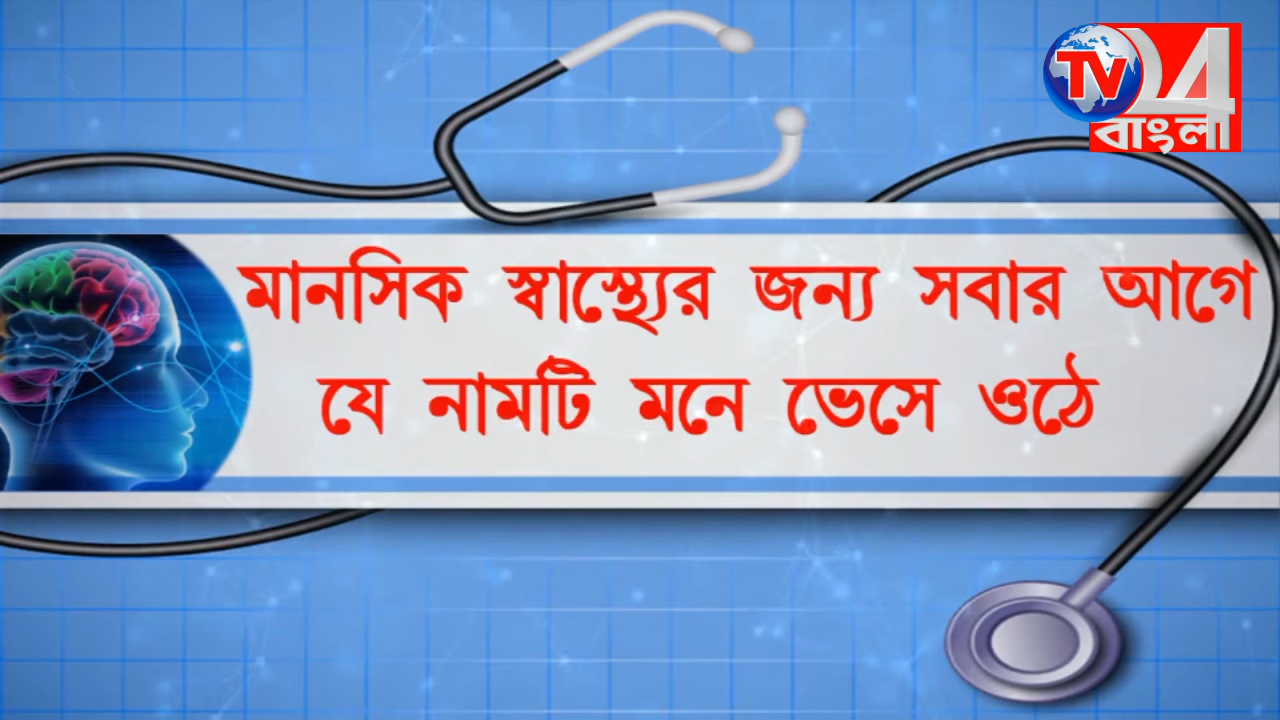 TV 24
বাংলা
মানসিক স্বাস্থ্যের জন্য সবার আগে
যে নামটি মনে ভেসে ওঠে